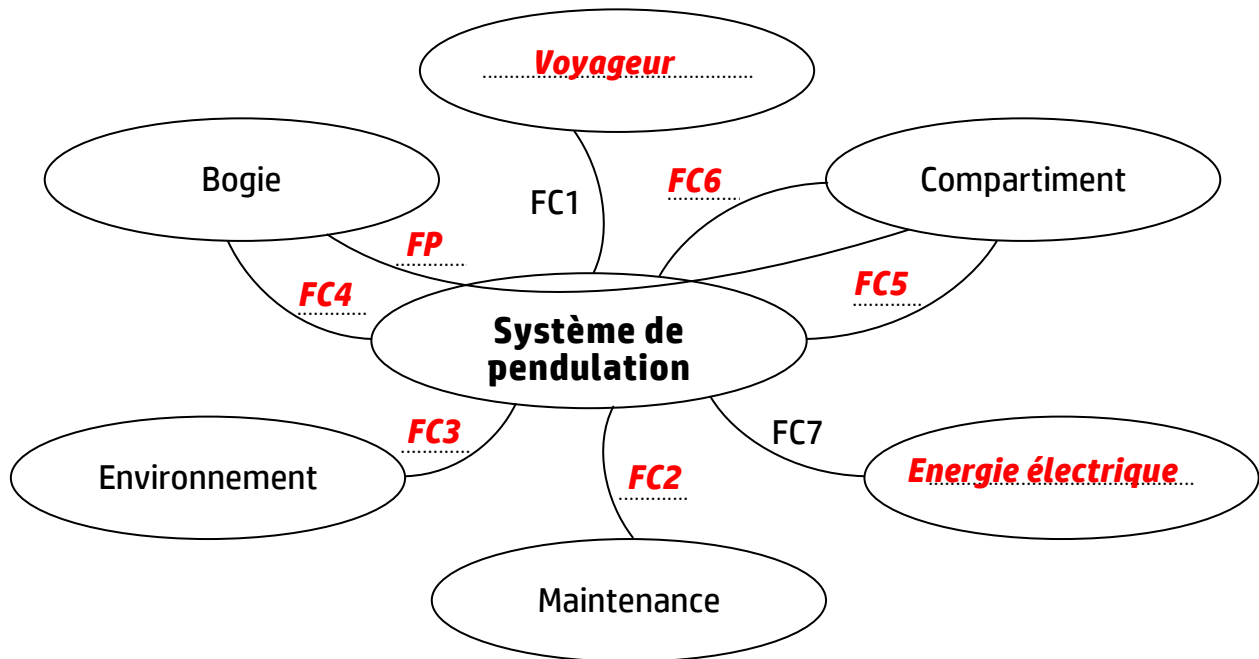 Voyageur
Bogie
FC1
FC6
Compartiment
FP
FC4
FC5
Système de
pendulation
FC3
FC7
Environnement
FC2
Energie électrique
Maintenance